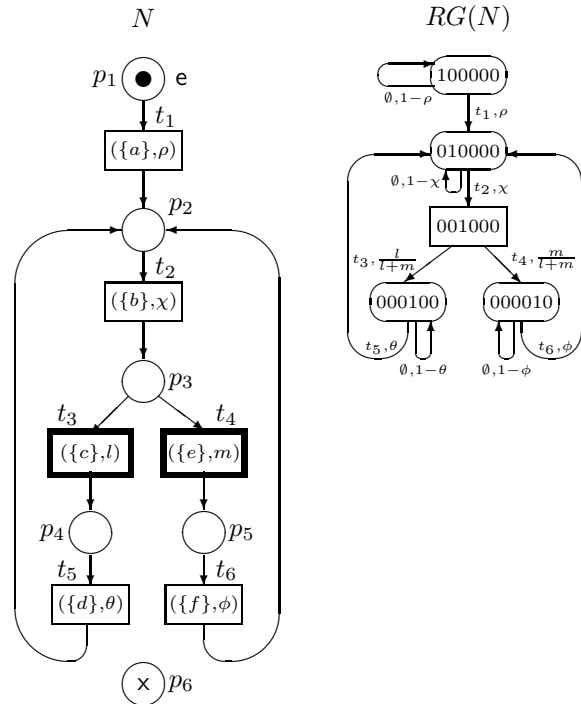 N
RG(N)
p₁ e
t₁
({a},ρ)
p₂
t₂
({b},χ)
p₃
t₃ t₄
({c},l) ({e},m)
p₄ p₅
t₅ t₆
({d},θ) ({f},ϕ)
x p₆
100000
∅,1−ρ
t₁,ρ
010000
∅,1−χ t₂,χ
001000
t₃, l/(l+m) t₄, m/(l+m)
000100 000010
t₅,θ ∅,1−θ ∅,1−ϕ t₆,ϕ